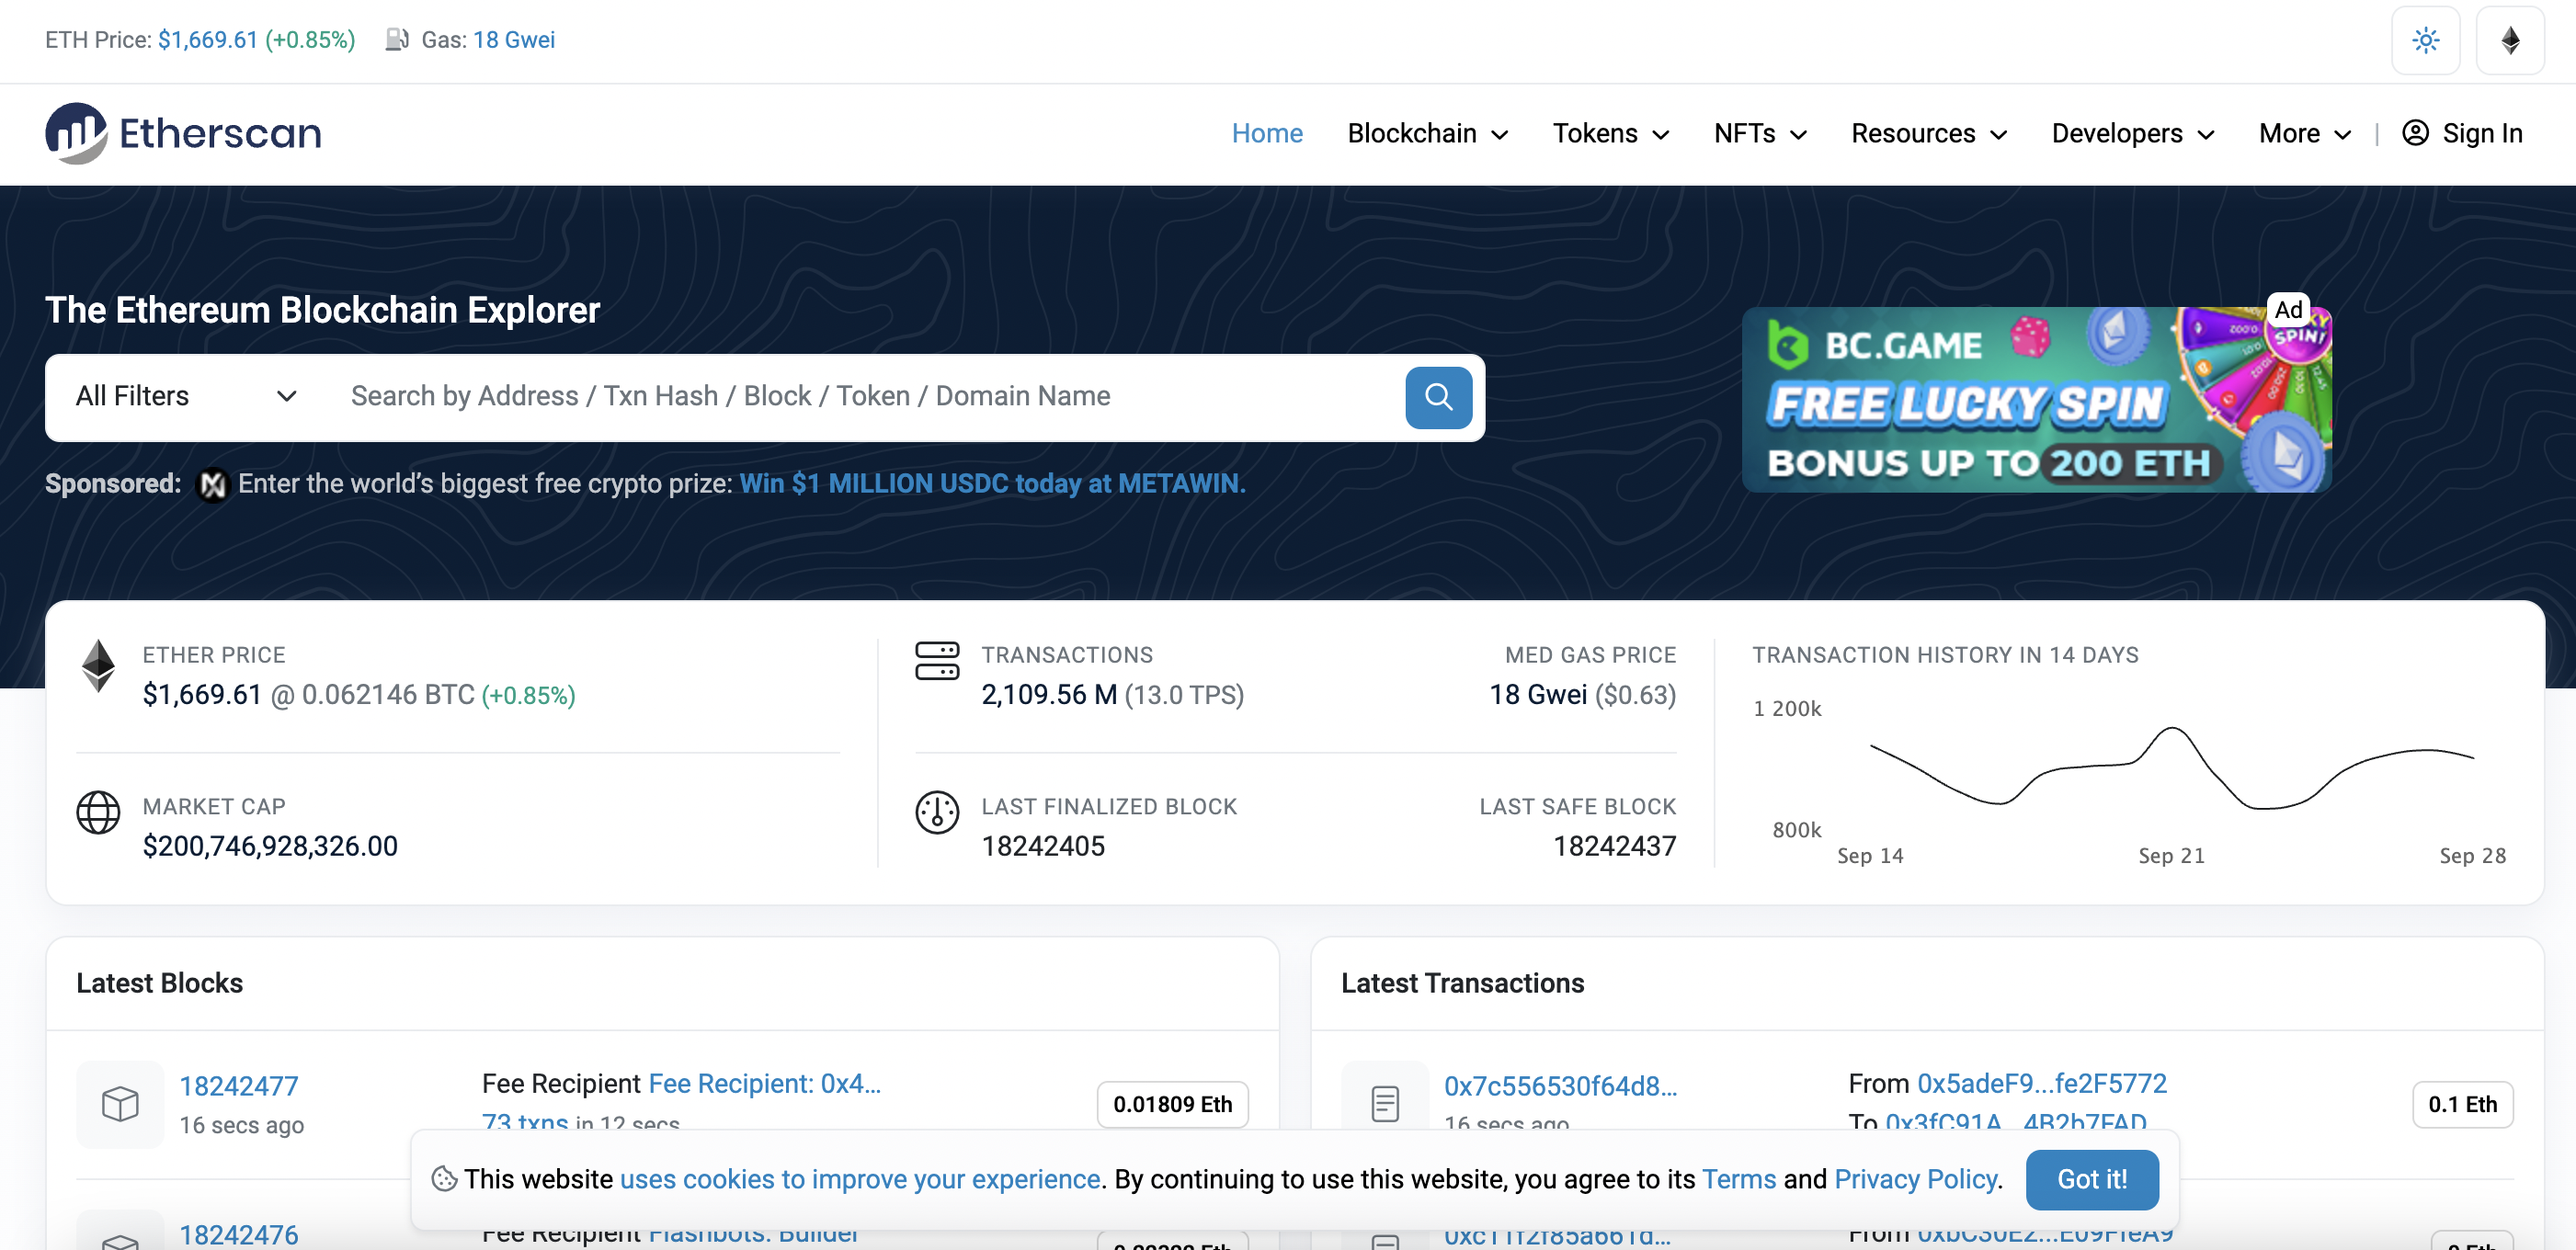 ETH Price: $1,669.61 (+0.85%) Gas: 18 Gwei
Etherscan
Home Blockchain Tokens NFTs Resources Developers More | Sign In
The Ethereum Blockchain Explorer
All Filters Search by Address / Txn Hash / Block / Token / Domain Name
Sponsored: Enter the world's biggest free crypto prize: Win $1 MILLION USDC today at METAWIN.
Ad
BC.GAME
FREE LUCKY SPIN
BONUS UP TO 200 ETH
SPIN!
ETHER PRICE
$1,669.61 @ 0.062146 BTC (+0.85%)
MARKET CAP
$200,746,928,326.00
TRANSACTIONS
2,109.56 M (13.0 TPS)
MED GAS PRICE
18 Gwei ($0.63)
LAST FINALIZED BLOCK
18242405
LAST SAFE BLOCK
18242437
TRANSACTION HISTORY IN 14 DAYS
1 200k
800k
Sep 14 Sep 21 Sep 28
Latest Blocks
18242477
16 secs ago
Fee Recipient Fee Recipient: 0x4...
73 txns in 12 secs
0.01809 Eth
18242476
Fee Recipient Flashbots: Builder
Latest Transactions
0x7c556530f64d8...
16 secs ago
From 0x5adeF9...fe2F5772
To 0x3fC91A...4B2b7FAD
0.1 Eth
0xc11f2f85a661d...
From 0xbC30E2...E09FfeA9
0 Eth
This website uses cookies to improve your experience. By continuing to use this website, you agree to its Terms and Privacy Policy.
Got it!